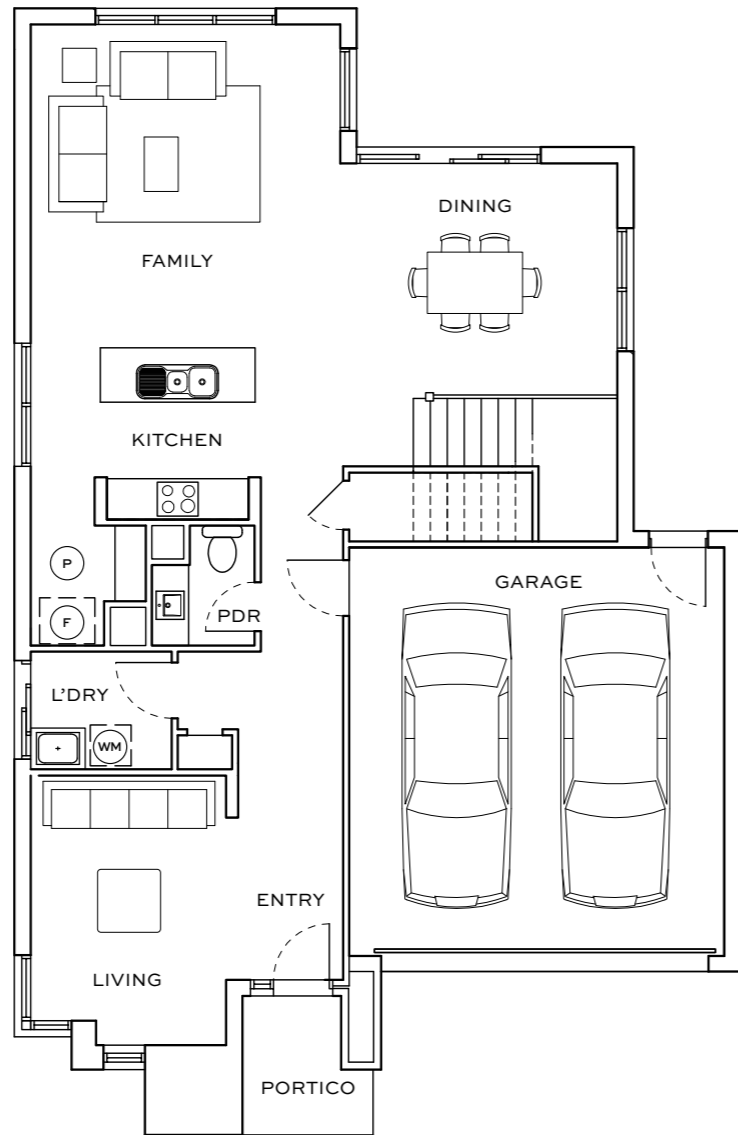 DINING
FAMILY
KITCHEN
P
GARAGE
F
PDR
L'DRY
WM
ENTRY
LIVING
PORTICO